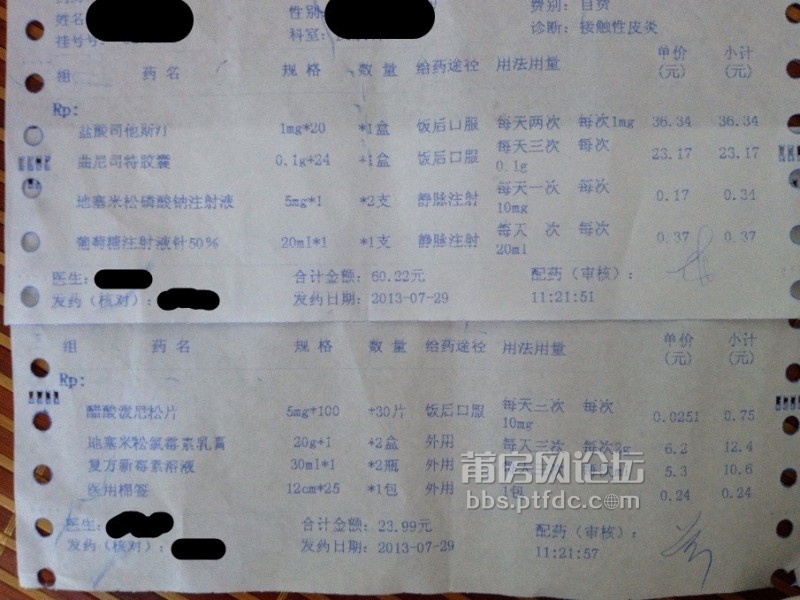 姓名
性别
费别： 自费
挂号号：
科室：
诊断： 接触性皮炎
组 药 名 规 格 数 量 给药途径 用法用量 单价(元) 小计(元)
Rp:
盐酸司他斯汀 1mg*20 *1盒 饭后口服 每天两次 每次1mg 36.34 36.34
曲尼司特胶囊 0.1g*24 *1盒 饭后口服 每天三次 每次 0.1g 23.17 23.17
地塞米松磷酸钠注射液 5mg*1 *2支 静脉注射 每天一次 每次 10mg 0.17 0.34
葡萄糖注射液针50% 20ml*1 *1支 静脉注射 每天 次 每次 20ml 0.37 0.37
医生： 合计金额： 60.22元 配药（审核）：
发药（核对）： 发药日期： 2013-07-29 11:21:51
组 药 名 规 格 数 量 给药途径 用法用量 单价(元) 小计(元)
Rp:
醋酸泼尼松片 5mg*100 *30片 饭后口服 每天三次 每次 10mg 0.0251 0.75
地塞米松氯霉素乳膏 20g*1 *2盒 外用 每天三次 每次2g 6.2 12.4
复方新霉素溶液 30ml*1 *2瓶 外用 5.3 10.6
医用棉签 12cm*25 *1包 外用 1包 0.24 0.24
医生： 合计金额： 23.99元 配药（审核）：
发药（核对）： 发药日期： 2013-07-29 11:21:57
莆房网论坛
bbs.ptfdc.com